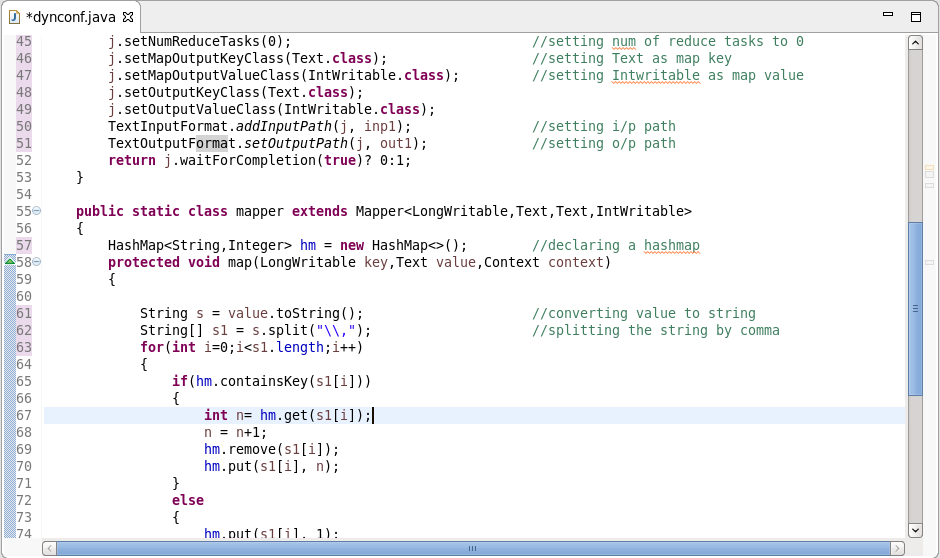 *dynconf.java
45 j.setNumReduceTasks(0); //setting num of reduce tasks to 0
46 j.setMapOutputKeyClass(Text.class); //setting Text as map key
47 j.setMapOutputValueClass(IntWritable.class); //setting Intwritable as map value
48 j.setOutputKeyClass(Text.class);
49 j.setOutputValueClass(IntWritable.class);
50 TextInputFormat.addInputPath(j, inp1); //setting i/p path
51 TextOutputFormat.setOutputPath(j, out1); //setting o/p path
52 return j.waitForCompletion(true)? 0:1;
53 }
54
55 public static class mapper extends Mapper<LongWritable,Text,Text,IntWritable>
56 {
57 HashMap<String,Integer> hm = new HashMap<>(); //declaring a hashmap
58 protected void map(LongWritable key,Text value,Context context)
59 {
60
61 String s = value.toString(); //converting value to string
62 String[] s1 = s.split("\\,"); //splitting the string by comma
63 for(int i=0;i<s1.length;i++)
64 {
65 if(hm.containsKey(s1[i]))
66 {
67 int n= hm.get(s1[i]);
68 n = n+1;
69 hm.remove(s1[i]);
70 hm.put(s1[i], n);
71 }
72 else
73 {
74 hm.put(s1[i], 1);